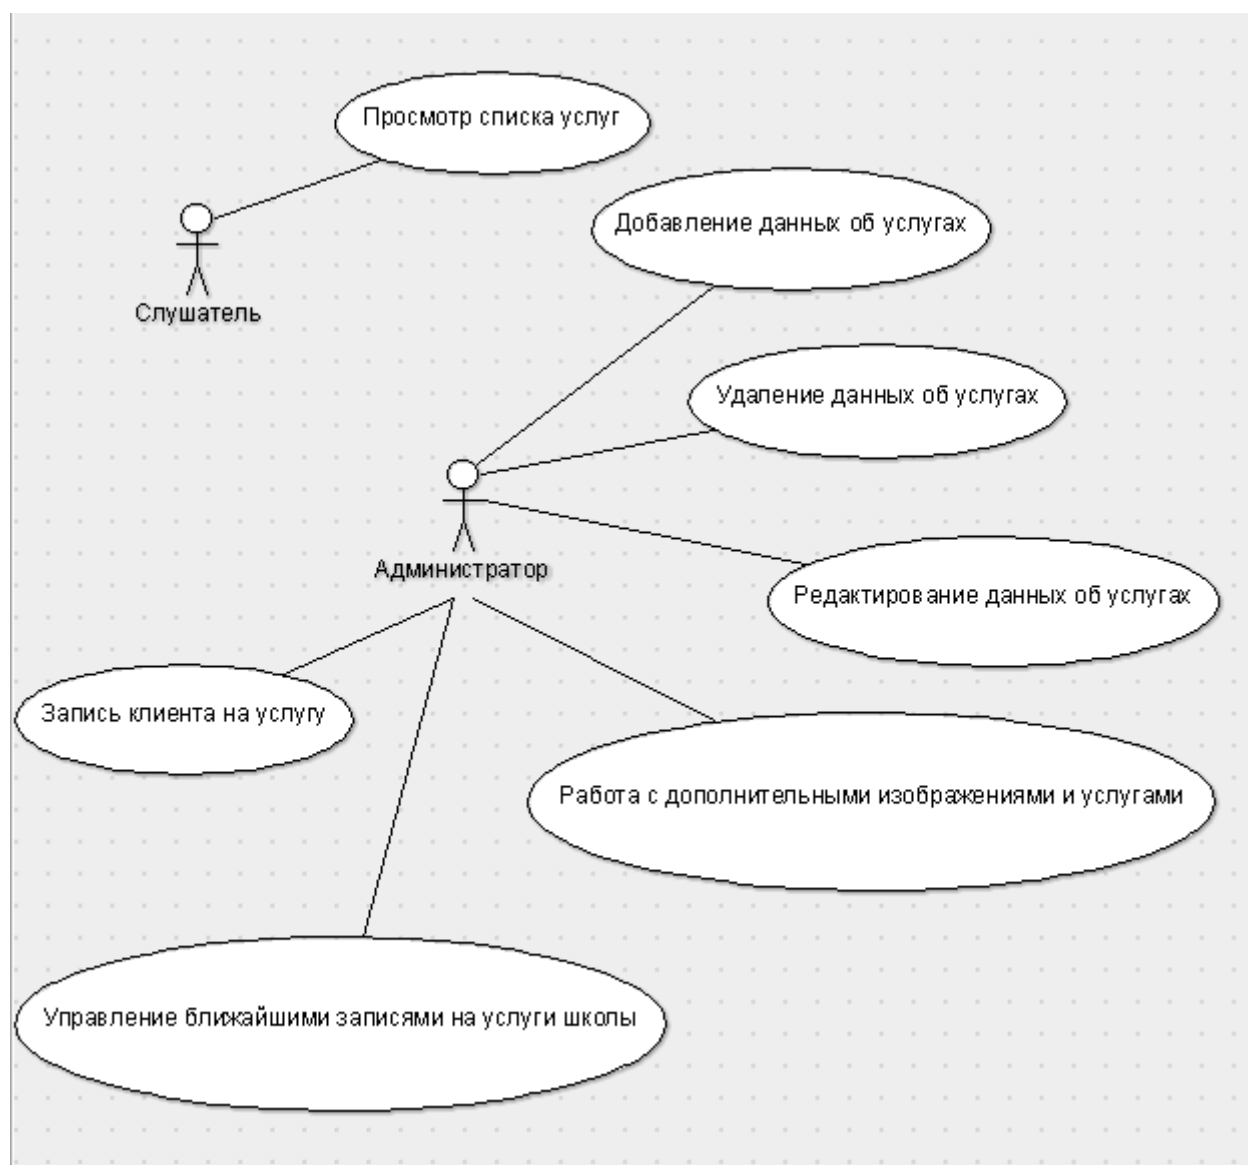 Просмотр списка услуг
Добавление данных об услугах
Слушатель
Удаление данных об услугах
Администратор
Редактирование данных об услугах
Запись клиента на услугу
Работа с дополнительными изображениями и услугами
Управление ближайшими записями на услуги школы